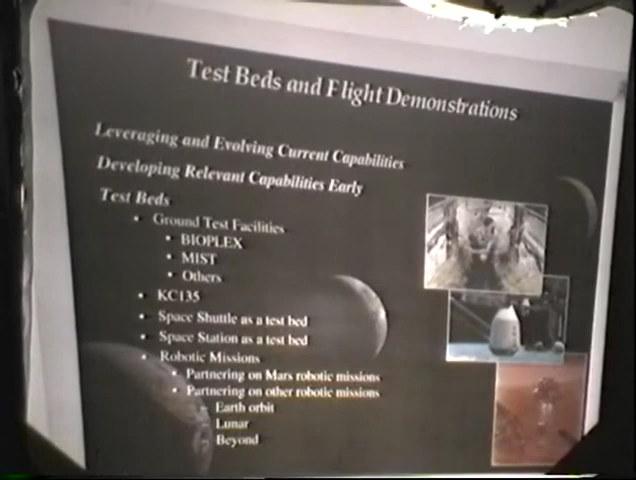 Test Beds and Flight Demonstrations
Leveraging and Evolving Current Capabilities
Developing Relevant Capabilities Early
Test Beds
• Ground Test Facilities
• BIOPLEX
• MIST
• Others
• KC135
• Space Shuttle as a test bed
• Space Station as a test bed
• Robotic Missions
• Partnering on Mars robotic missions
• Partnering on other robotic missions
Earth orbit
Lunar
Beyond